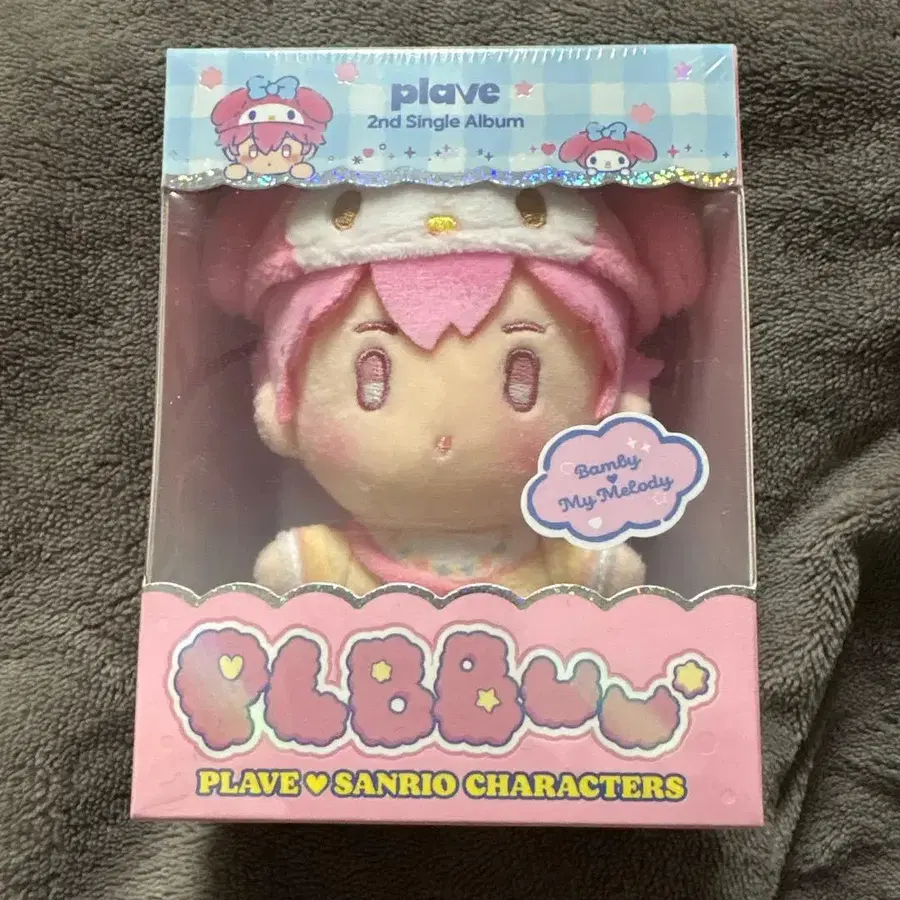 plave
2nd Single Album
Bamby
My Melody
PLBBUU
PLAVE ♥ SANRIO CHARACTERS